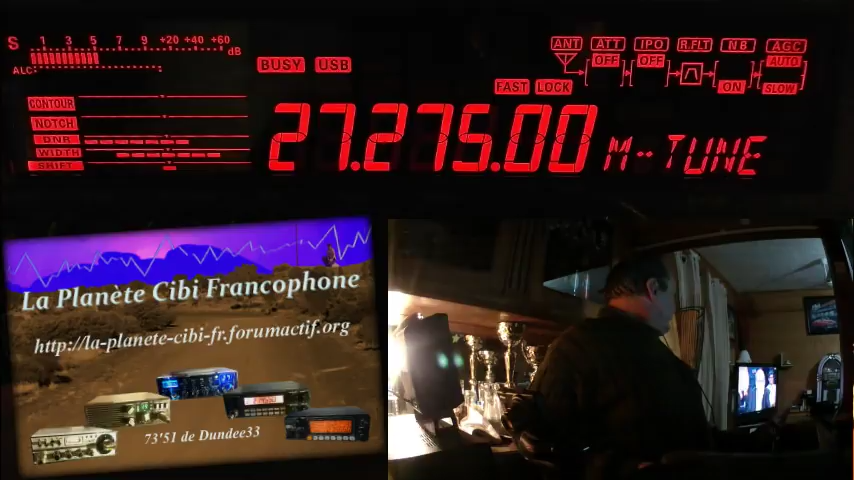 S 1 3 5 7 9 +20 +40 +60 dB
ALC
BUSY USB
ANT ATT IPO R.FLT NB AGC
OFF OFF AUTO
FAST LOCK ON SLOW
CONTOUR
NOTCH
DNR
WIDTH
SHIFT
27.275.00 M--TUNE
La Planète Cibi Francophone
http://la-planete-cibi-fr.forumactif.org
73'51 de Dundee33